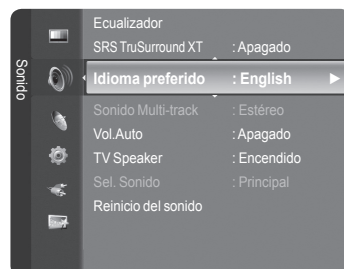 Sonido
Ecualizador
SRS TruSurround XT : Apagado
Idioma preferido : English
Sonido Multi-track : Estéreo
Vol.Auto : Apagado
TV Speaker : Encendido
Sel. Sonido : Principal
Reinicio del sonido